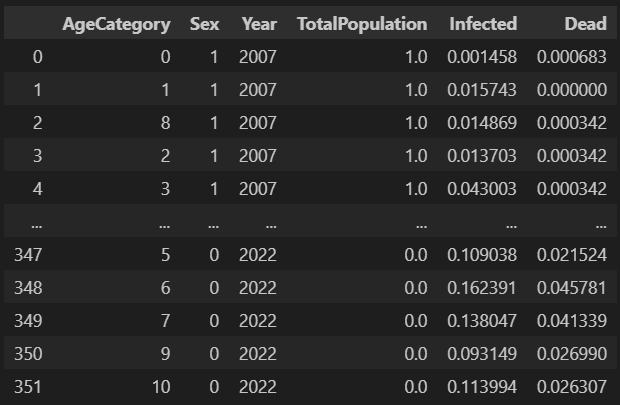 AgeCategory Sex Year TotalPopulation Infected Dead
0 0 1 2007 1.0 0.001458 0.000683
1 1 1 2007 1.0 0.015743 0.000000
2 8 1 2007 1.0 0.014869 0.000342
3 2 1 2007 1.0 0.013703 0.000342
4 3 1 2007 1.0 0.043003 0.000342
... ... ... ... ... ... ...
347 5 0 2022 0.0 0.109038 0.021524
348 6 0 2022 0.0 0.162391 0.045781
349 7 0 2022 0.0 0.138047 0.041339
350 9 0 2022 0.0 0.093149 0.026990
351 10 0 2022 0.0 0.113994 0.026307